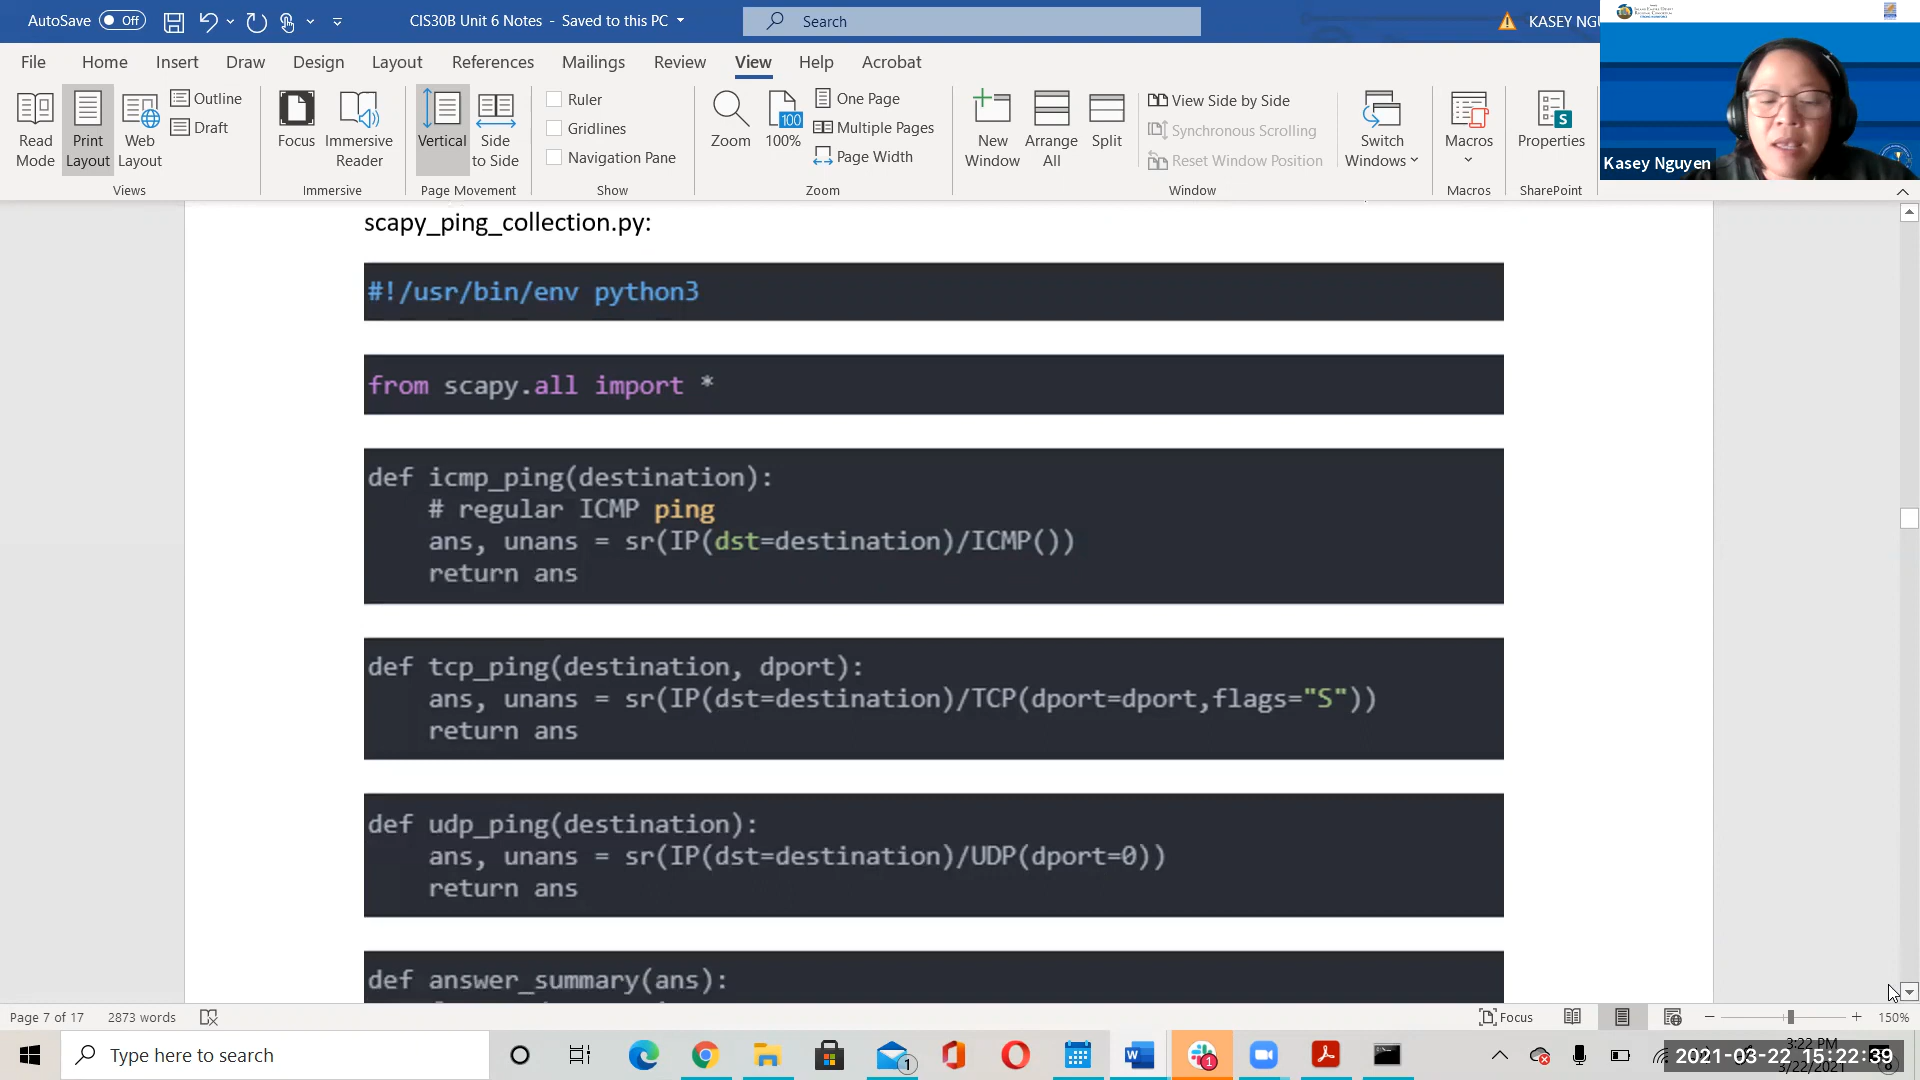 AutoSave Off CIS30B Unit 6 Notes - Saved to this PC Search KASEY
File Home Insert Draw Design Layout References Mailings Review View Help Acrobat
Read Mode
Print Layout
Web Layout
Outline
Draft
Views
Focus
Immersive Reader
Immersive
Vertical
Side to Side
Page Movement
Ruler
Gridlines
Navigation Pane
Show
Zoom
100
100%
One Page
Multiple Pages
Page Width
Zoom
New Window
Arrange All
Split
View Side by Side
Synchronous Scrolling
Reset Window Position
Switch Windows
Window
Macros
Macros
Properties
SharePoint
Kasey Nguyen
scapy_ping_collection.py:
#!/usr/bin/env python3
from scapy.all import *
def icmp_ping(destination):
# regular ICMP ping
ans, unans = sr(IP(dst=destination)/ICMP())
return ans
def tcp_ping(destination, dport):
ans, unans = sr(IP(dst=destination)/TCP(dport=dport,flags="S"))
return ans
def udp_ping(destination):
ans, unans = sr(IP(dst=destination)/UDP(dport=0))
return ans
def answer_summary(ans):
Page 7 of 17 2873 words Focus 150%
Type here to search
1
1
3:22 PM
2021-03-22 15:22:39